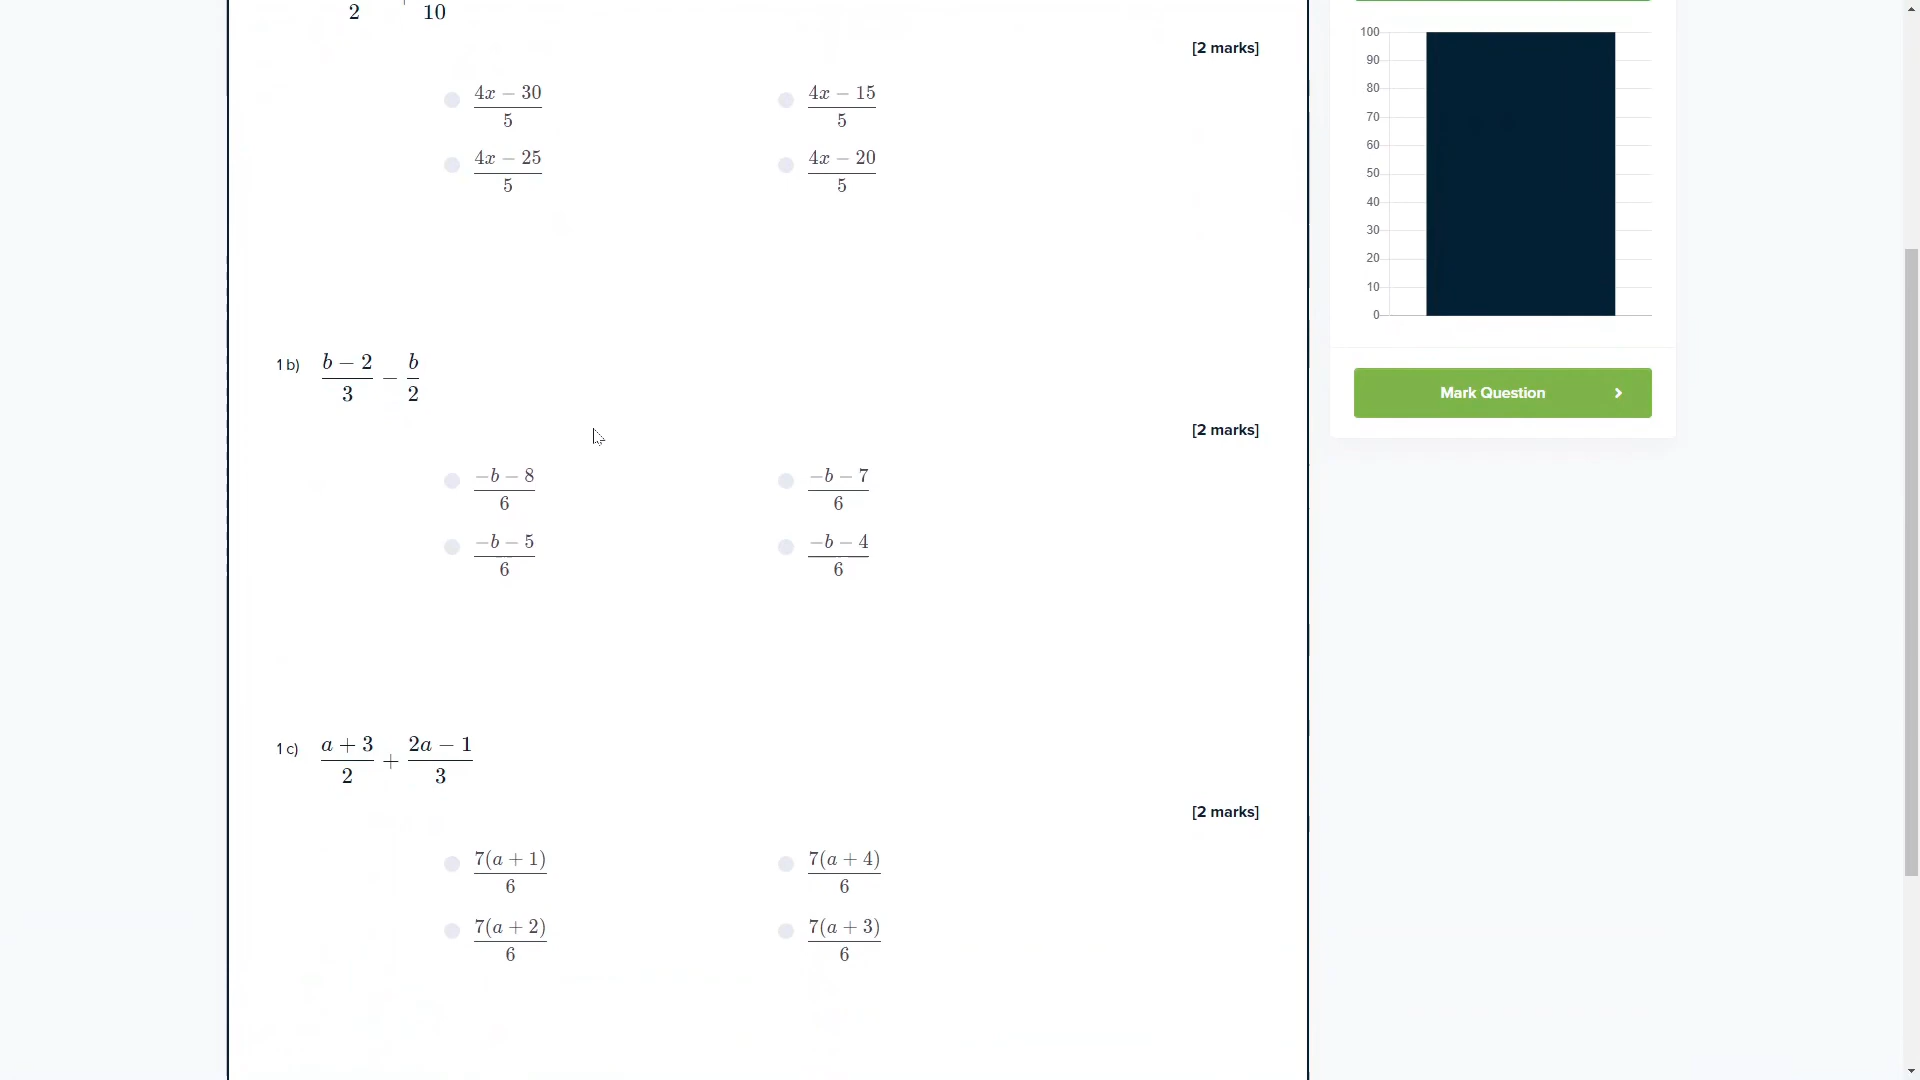 2 + 10
[2 marks]
4x − 30 / 5
4x − 15 / 5
4x − 25 / 5
4x − 20 / 5
1 b) b − 2 / 3 − b / 2
[2 marks]
−b − 8 / 6
−b − 7 / 6
−b − 5 / 6
−b − 4 / 6
1 c) a + 3 / 2 + 2a − 1 / 3
[2 marks]
7(a + 1) / 6
7(a + 4) / 6
7(a + 2) / 6
7(a + 3) / 6
100
90
80
70
60
50
40
30
20
10
0
Mark Question